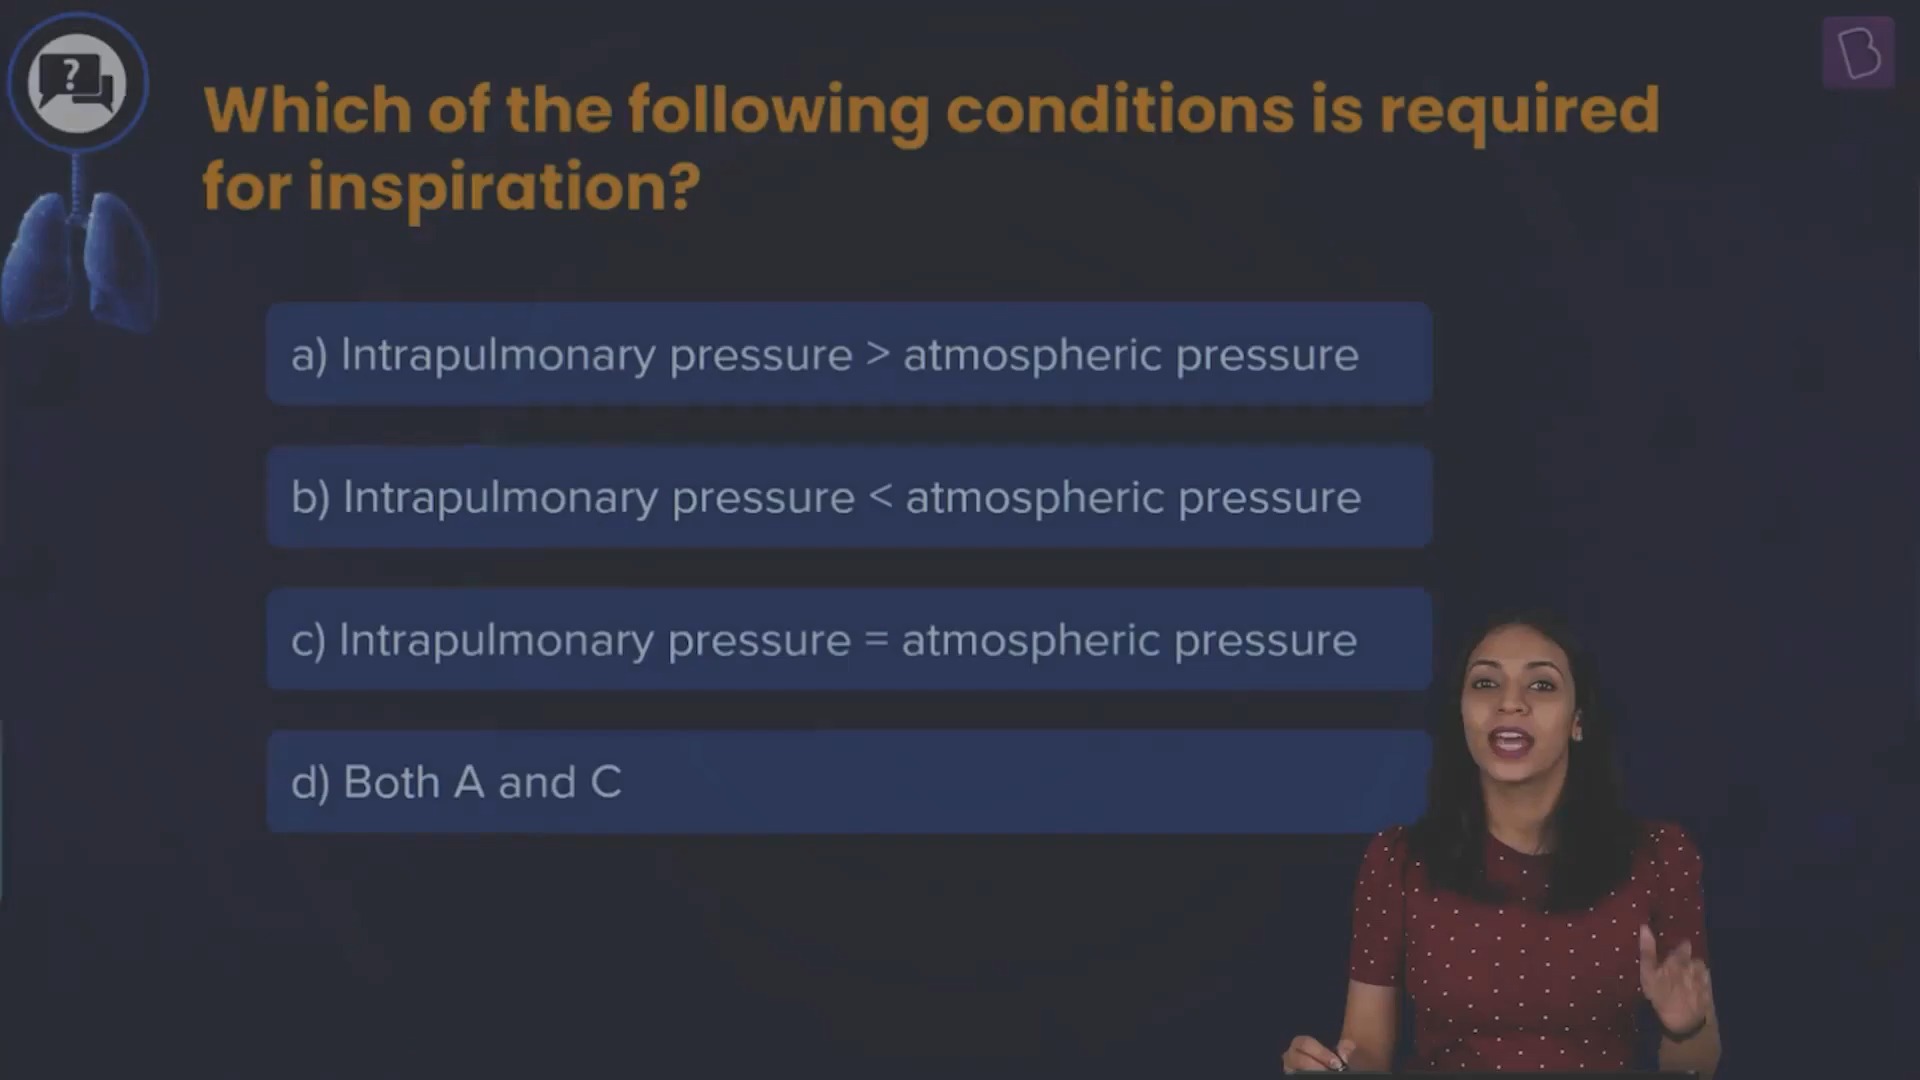 ?
Which of the following conditions is required
for inspiration?
a) Intrapulmonary pressure > atmospheric pressure
b) Intrapulmonary pressure < atmospheric pressure
c) Intrapulmonary pressure = atmospheric pressure
d) Both A and C
B